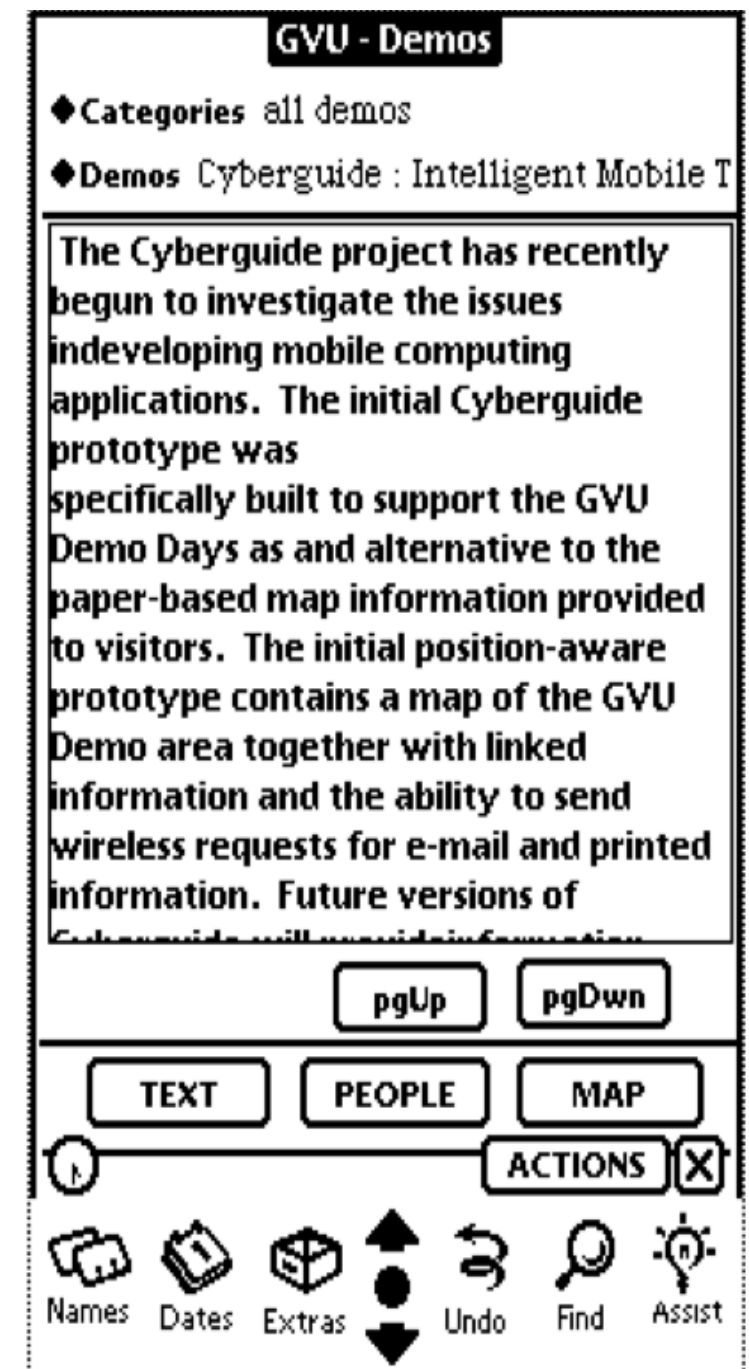 GVU - Demos
Categories all demos
Demos Cyberguide : Intelligent Mobile T
The Cyberguide project has recently
begun to investigate the issues
indeveloping mobile computing
applications. The initial Cyberguide
prototype was
specifically built to support the GVU
Demo Days as and alternative to the
paper-based map information provided
to visitors. The initial position-aware
prototype contains a map of the GVU
Demo area together with linked
information and the ability to send
wireless requests for e-mail and printed
information. Future versions of
Cyberguide will provideinformation
pgUp pgDwn
TEXT PEOPLE MAP
ACTIONS X
Names Dates Extras Undo Find Assist